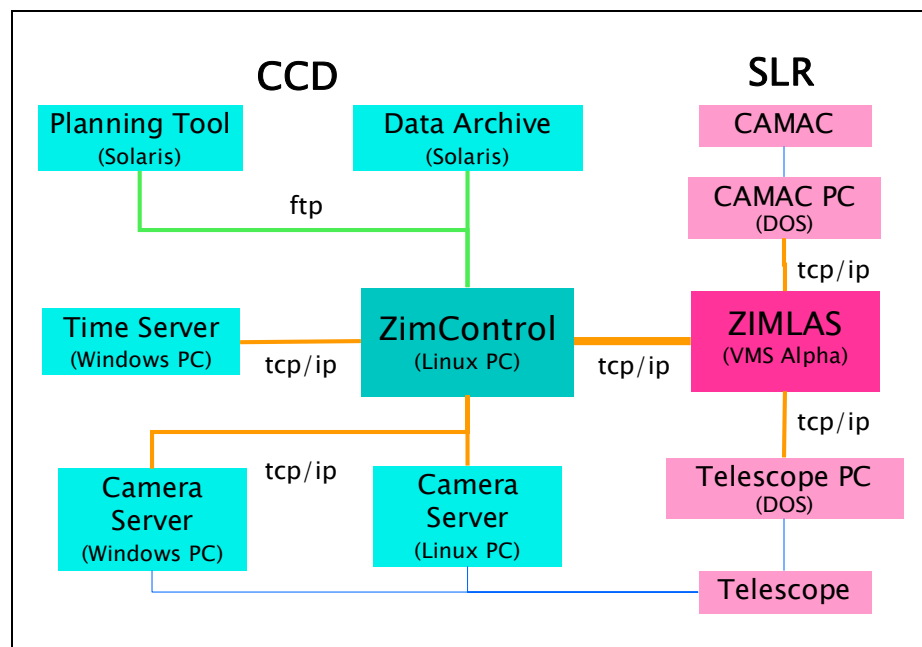 CCD
SLR
Planning Tool
(Solaris)
Data Archive
(Solaris)
CAMAC
ftp
CAMAC PC
(DOS)
tcp/ip
Time Server
(Windows PC)
tcp/ip
ZimControl
(Linux PC)
tcp/ip
ZIMLAS
(VMS Alpha)
tcp/ip
tcp/ip
Camera
Server
(Windows PC)
Camera
Server
(Linux PC)
Telescope PC
(DOS)
Telescope